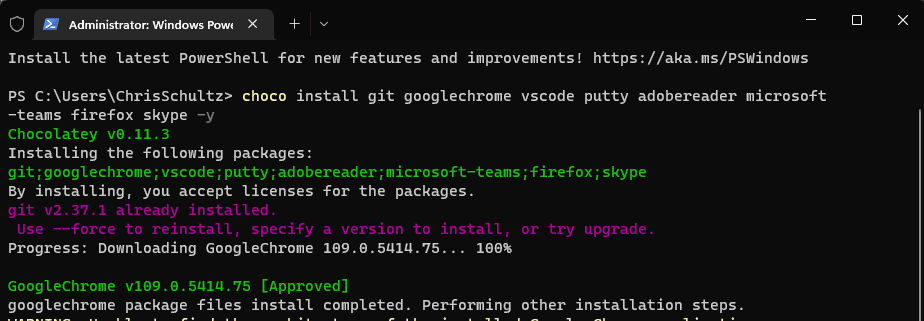 Administrator: Windows Pow
Install the latest PowerShell for new features and improvements! https://aka.ms/PSWindows
PS C:\Users\ChrisSchultz> choco install git googlechrome vscode putty adobereader microsoft
-teams firefox skype -y
Chocolatey v0.11.3
Installing the following packages:
git;googlechrome;vscode;putty;adobereader;microsoft-teams;firefox;skype
By installing, you accept licenses for the packages.
git v2.37.1 already installed.
Use --force to reinstall, specify a version to install, or try upgrade.
Progress: Downloading GoogleChrome 109.0.5414.75... 100%
GoogleChrome v109.0.5414.75 [Approved]
googlechrome package files install completed. Performing other installation steps.